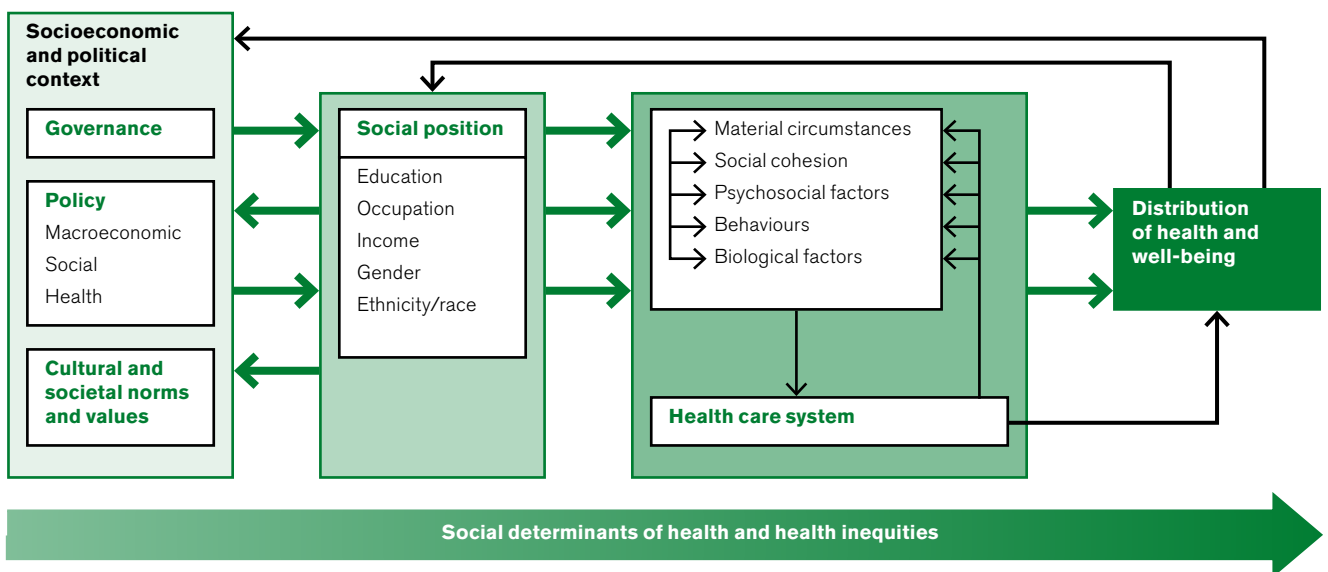 Socioeconomic
and political
context
Governance
Policy
Macroeconomic
Social
Health
Cultural and
societal norms
and values
Social position
Education
Occupation
Income
Gender
Ethnicity/race
Material circumstances
Social cohesion
Psychosocial factors
Behaviours
Biological factors
Health care system
Distribution
of health and
well-being
Social determinants of health and health inequities